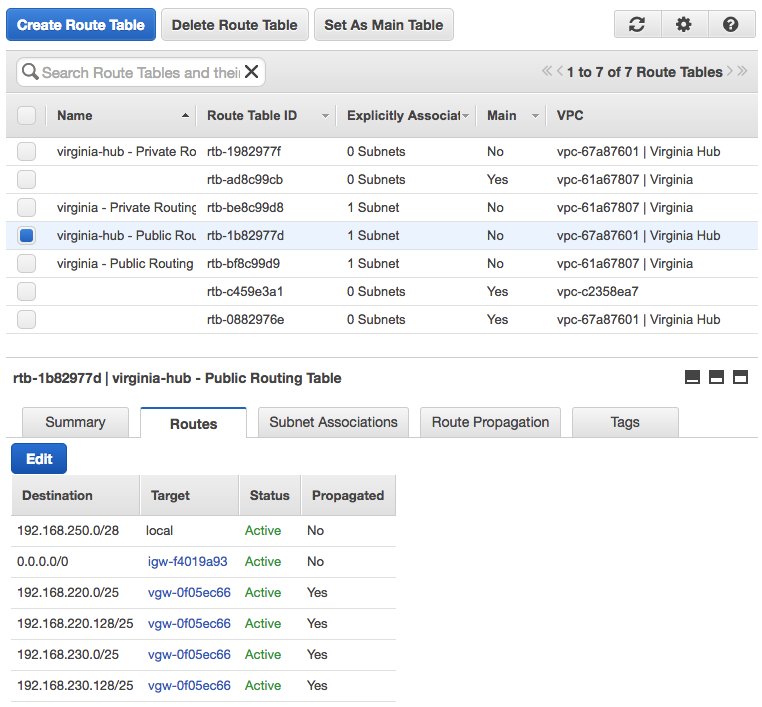 Create Route Table Delete Route Table Set As Main Table
Search Route Tables and thei 1 to 7 of 7 Route Tables
Name Route Table ID Explicitly Associat Main VPC
virginia-hub - Private Ro rtb-1982977f 0 Subnets No vpc-67a87601 | Virginia Hub
rtb-ad8c99cb 0 Subnets Yes vpc-61a67807 | Virginia
virginia - Private Routing rtb-be8c99d8 1 Subnet No vpc-61a67807 | Virginia
virginia-hub - Public Rou rtb-1b82977d 1 Subnet No vpc-67a87601 | Virginia Hub
virginia - Public Routing rtb-bf8c99d9 1 Subnet No vpc-61a67807 | Virginia
rtb-c459e3a1 0 Subnets Yes vpc-c2358ea7
rtb-0882976e 0 Subnets Yes vpc-67a87601 | Virginia Hub
rtb-1b82977d | virginia-hub - Public Routing Table
Summary Routes Subnet Associations Route Propagation Tags
Edit
Destination Target Status Propagated
192.168.250.0/28 local Active No
0.0.0.0/0 igw-f4019a93 Active No
192.168.220.0/25 vgw-0f05ec66 Active Yes
192.168.220.128/25 vgw-0f05ec66 Active Yes
192.168.230.0/25 vgw-0f05ec66 Active Yes
192.168.230.128/25 vgw-0f05ec66 Active Yes